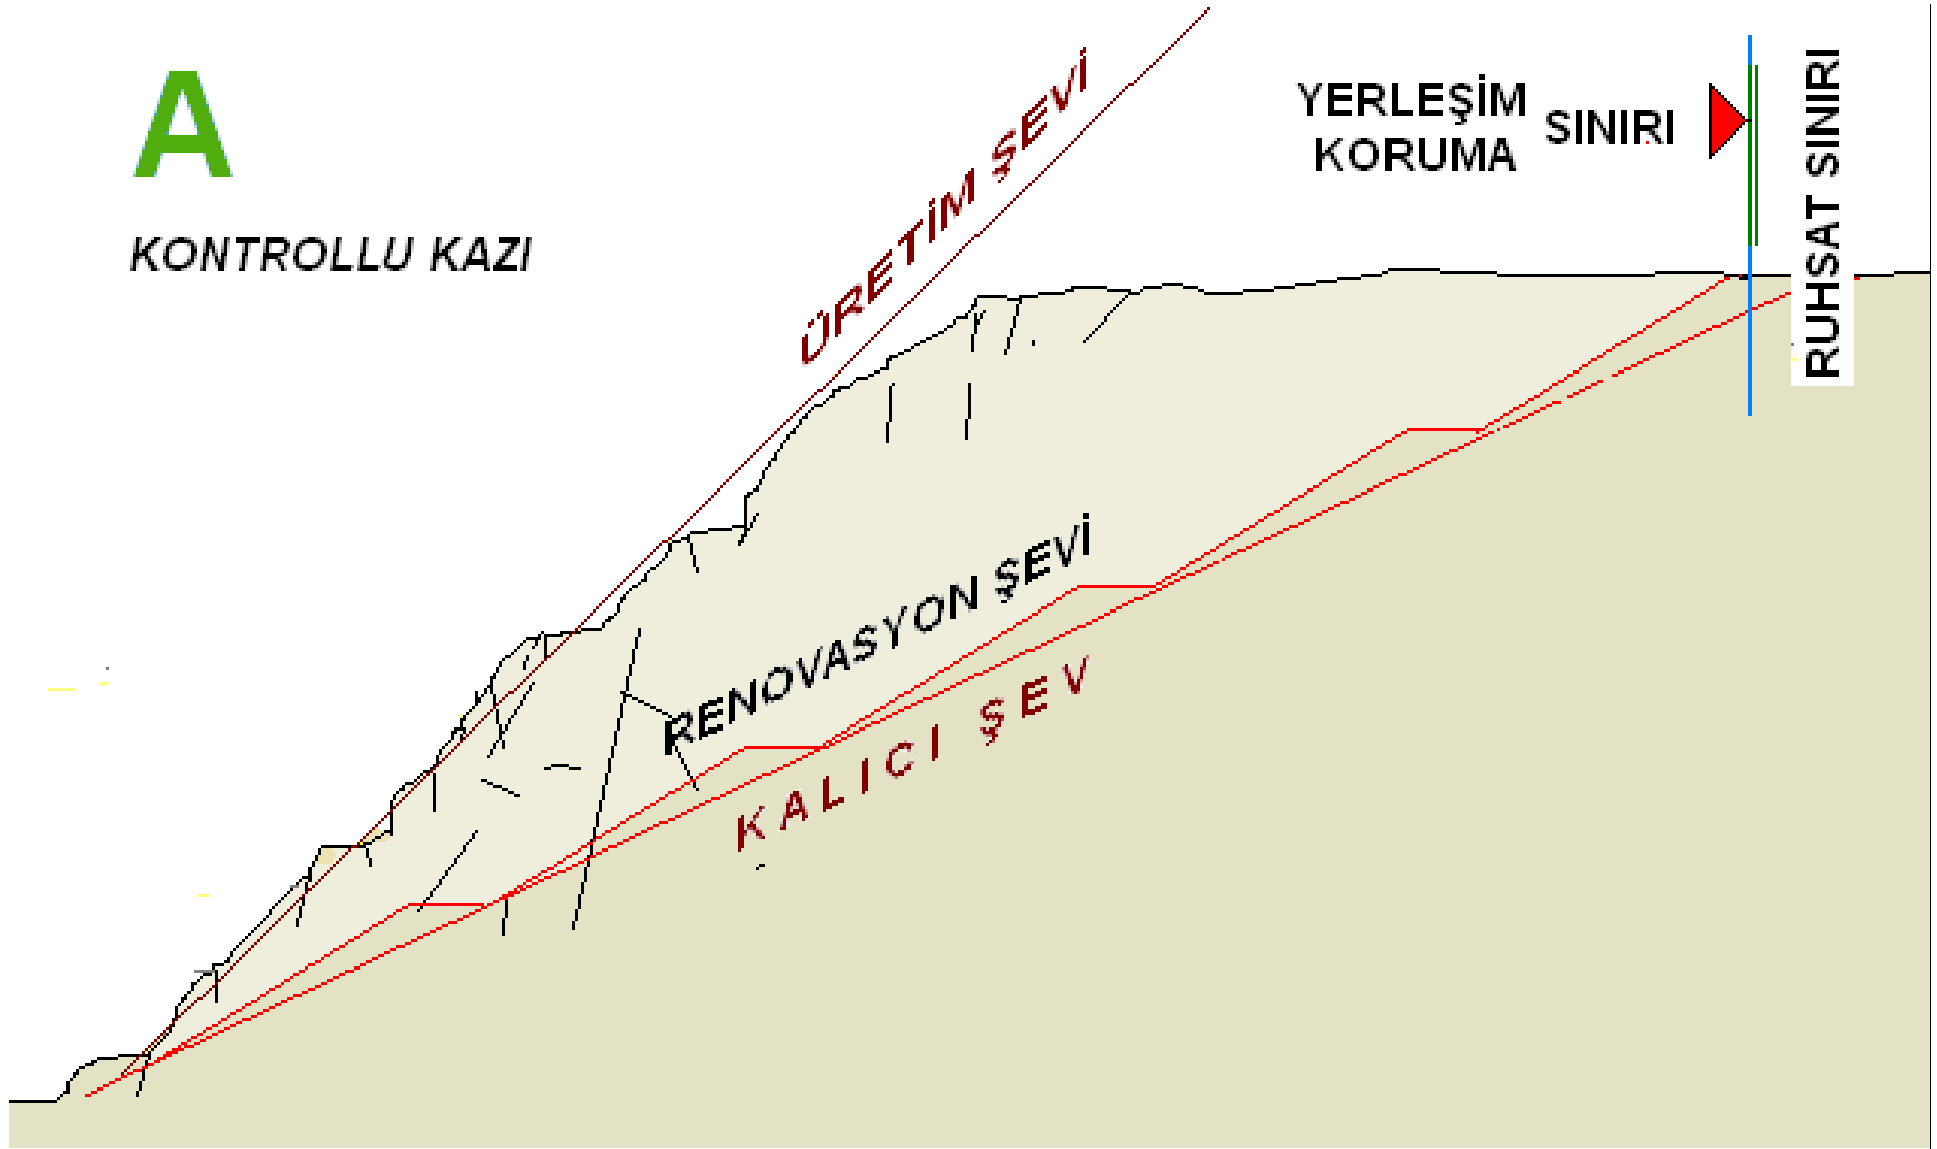 A
KONTROLLU KAZI
ÜRETİM ŞEVİ
YERLEŞİM
KORUMA
SINIRI
RUHSAT SINIRI
RENOVASYON ŞEVİ
KALICI ŞEV